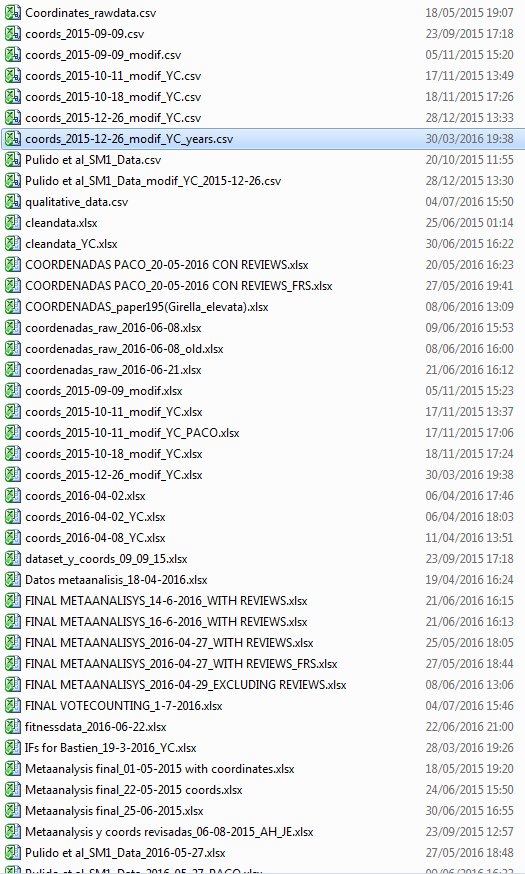 Coordinates_rawdata.csv 18/05/2015 19:07
coords_2015-09-09.csv 23/09/2015 17:18
coords_2015-09-09_modif.csv 05/11/2015 15:20
coords_2015-10-11_modif_YC.csv 17/11/2015 13:49
coords_2015-10-18_modif_YC.csv 18/11/2015 17:26
coords_2015-12-26_modif_YC.csv 28/12/2015 13:33
coords_2015-12-26_modif_YC_years.csv 30/03/2016 19:38
Pulido et al_SM1_Data.csv 20/10/2015 11:55
Pulido et al_SM1_Data_modif_YC_2015-12-26.csv 28/12/2015 13:30
qualitative_data.csv 04/07/2016 15:50
cleandata.xlsx 25/06/2015 01:14
cleandata_YC.xlsx 30/06/2015 16:22
COORDENADAS PACO_20-05-2016 CON REVIEWS.xlsx 20/05/2016 16:23
COORDENADAS PACO_20-05-2016 CON REVIEWS_FRS.xlsx 27/05/2016 19:41
COORDENADAS_paper195(Girella_elevata).xlsx 08/06/2016 13:09
coordenadas_raw_2016-06-08.xlsx 09/06/2016 15:53
coordenadas_raw_2016-06-08_old.xlsx 08/06/2016 16:00
coordenadas_raw_2016-06-21.xlsx 21/06/2016 16:12
coords_2015-09-09_modif.xlsx 05/11/2015 15:23
coords_2015-10-11_modif_YC.xlsx 17/11/2015 13:37
coords_2015-10-11_modif_YC_PACO.xlsx 17/11/2015 17:06
coords_2015-10-18_modif_YC.xlsx 18/11/2015 17:24
coords_2015-12-26_modif_YC.xlsx 30/03/2016 19:38
coords_2016-04-02.xlsx 06/04/2016 17:46
coords_2016-04-02_YC.xlsx 06/04/2016 18:03
coords_2016-04-08_YC.xlsx 11/04/2016 13:51
dataset_y_coords_09_09_15.xlsx 23/09/2015 17:18
Datos metaanalisis_18-04-2016.xlsx 19/04/2016 16:24
FINAL METAANALISYS_14-6-2016_WITH REVIEWS.xlsx 21/06/2016 16:15
FINAL METAANALISYS_16-6-2016_WITH REVIEWS.xlsx 21/06/2016 16:13
FINAL METAANALISYS_2016-04-27_WITH REVIEWS.xlsx 25/05/2016 18:05
FINAL METAANALISYS_2016-04-27_WITH REVIEWS_FRS.xlsx 27/05/2016 18:44
FINAL METAANALISYS_2016-04-29_EXCLUDING REVIEWS.xlsx 08/06/2016 13:06
FINAL VOTECOUNTING_1-7-2016.xlsx 04/07/2016 15:46
fitnessdata_2016-06-22.xlsx 22/06/2016 21:00
IFs for Bastien_19-3-2016_YC.xlsx 28/03/2016 19:26
Metaanalysis final_01-05-2015 with coordinates.xlsx 18/05/2015 19:20
Metaanalysis final_22-05-2015 coords.xlsx 24/06/2015 15:50
Metaanalysis final_25-06-2015.xlsx 30/06/2015 16:55
Metaanalysis y coords revisadas_06-08-2015_AH_JE.xlsx 23/09/2015 12:57
Pulido et al_SM1_Data_2016-05-27.xlsx 27/05/2016 18:48
Pulido et al_SM1_Data_2016-05-27_PACO.xlsx